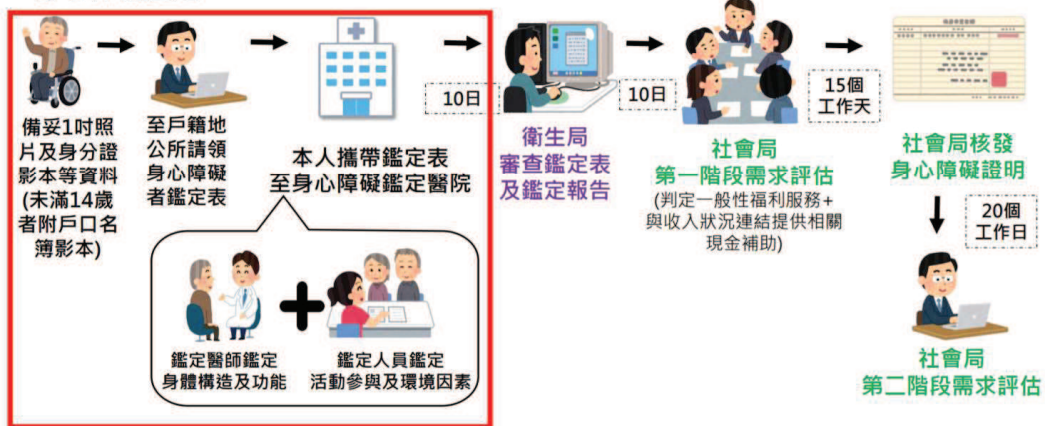 備妥1吋照
片及身分證
影本等資料
(未滿14歲
者附戶口名
簿影本)
至戶籍地
公所請領
身心障礙
者鑑定表
本人攜帶鑑定表
至身心障礙鑑定醫院
鑑定醫師鑑定
身體構造及功能
鑑定人員鑑定
活動參與及環境因素
10日
衛生局
審查鑑定表
及鑑定報告
10日
社會局
第一階段需求評估
(判定一般性福利服務+
與收入狀況連結提供相關
現金補助)
15個
工作天
社會局核發
身心障礙證明
20個
工作日
社會局
第二階段需求評估